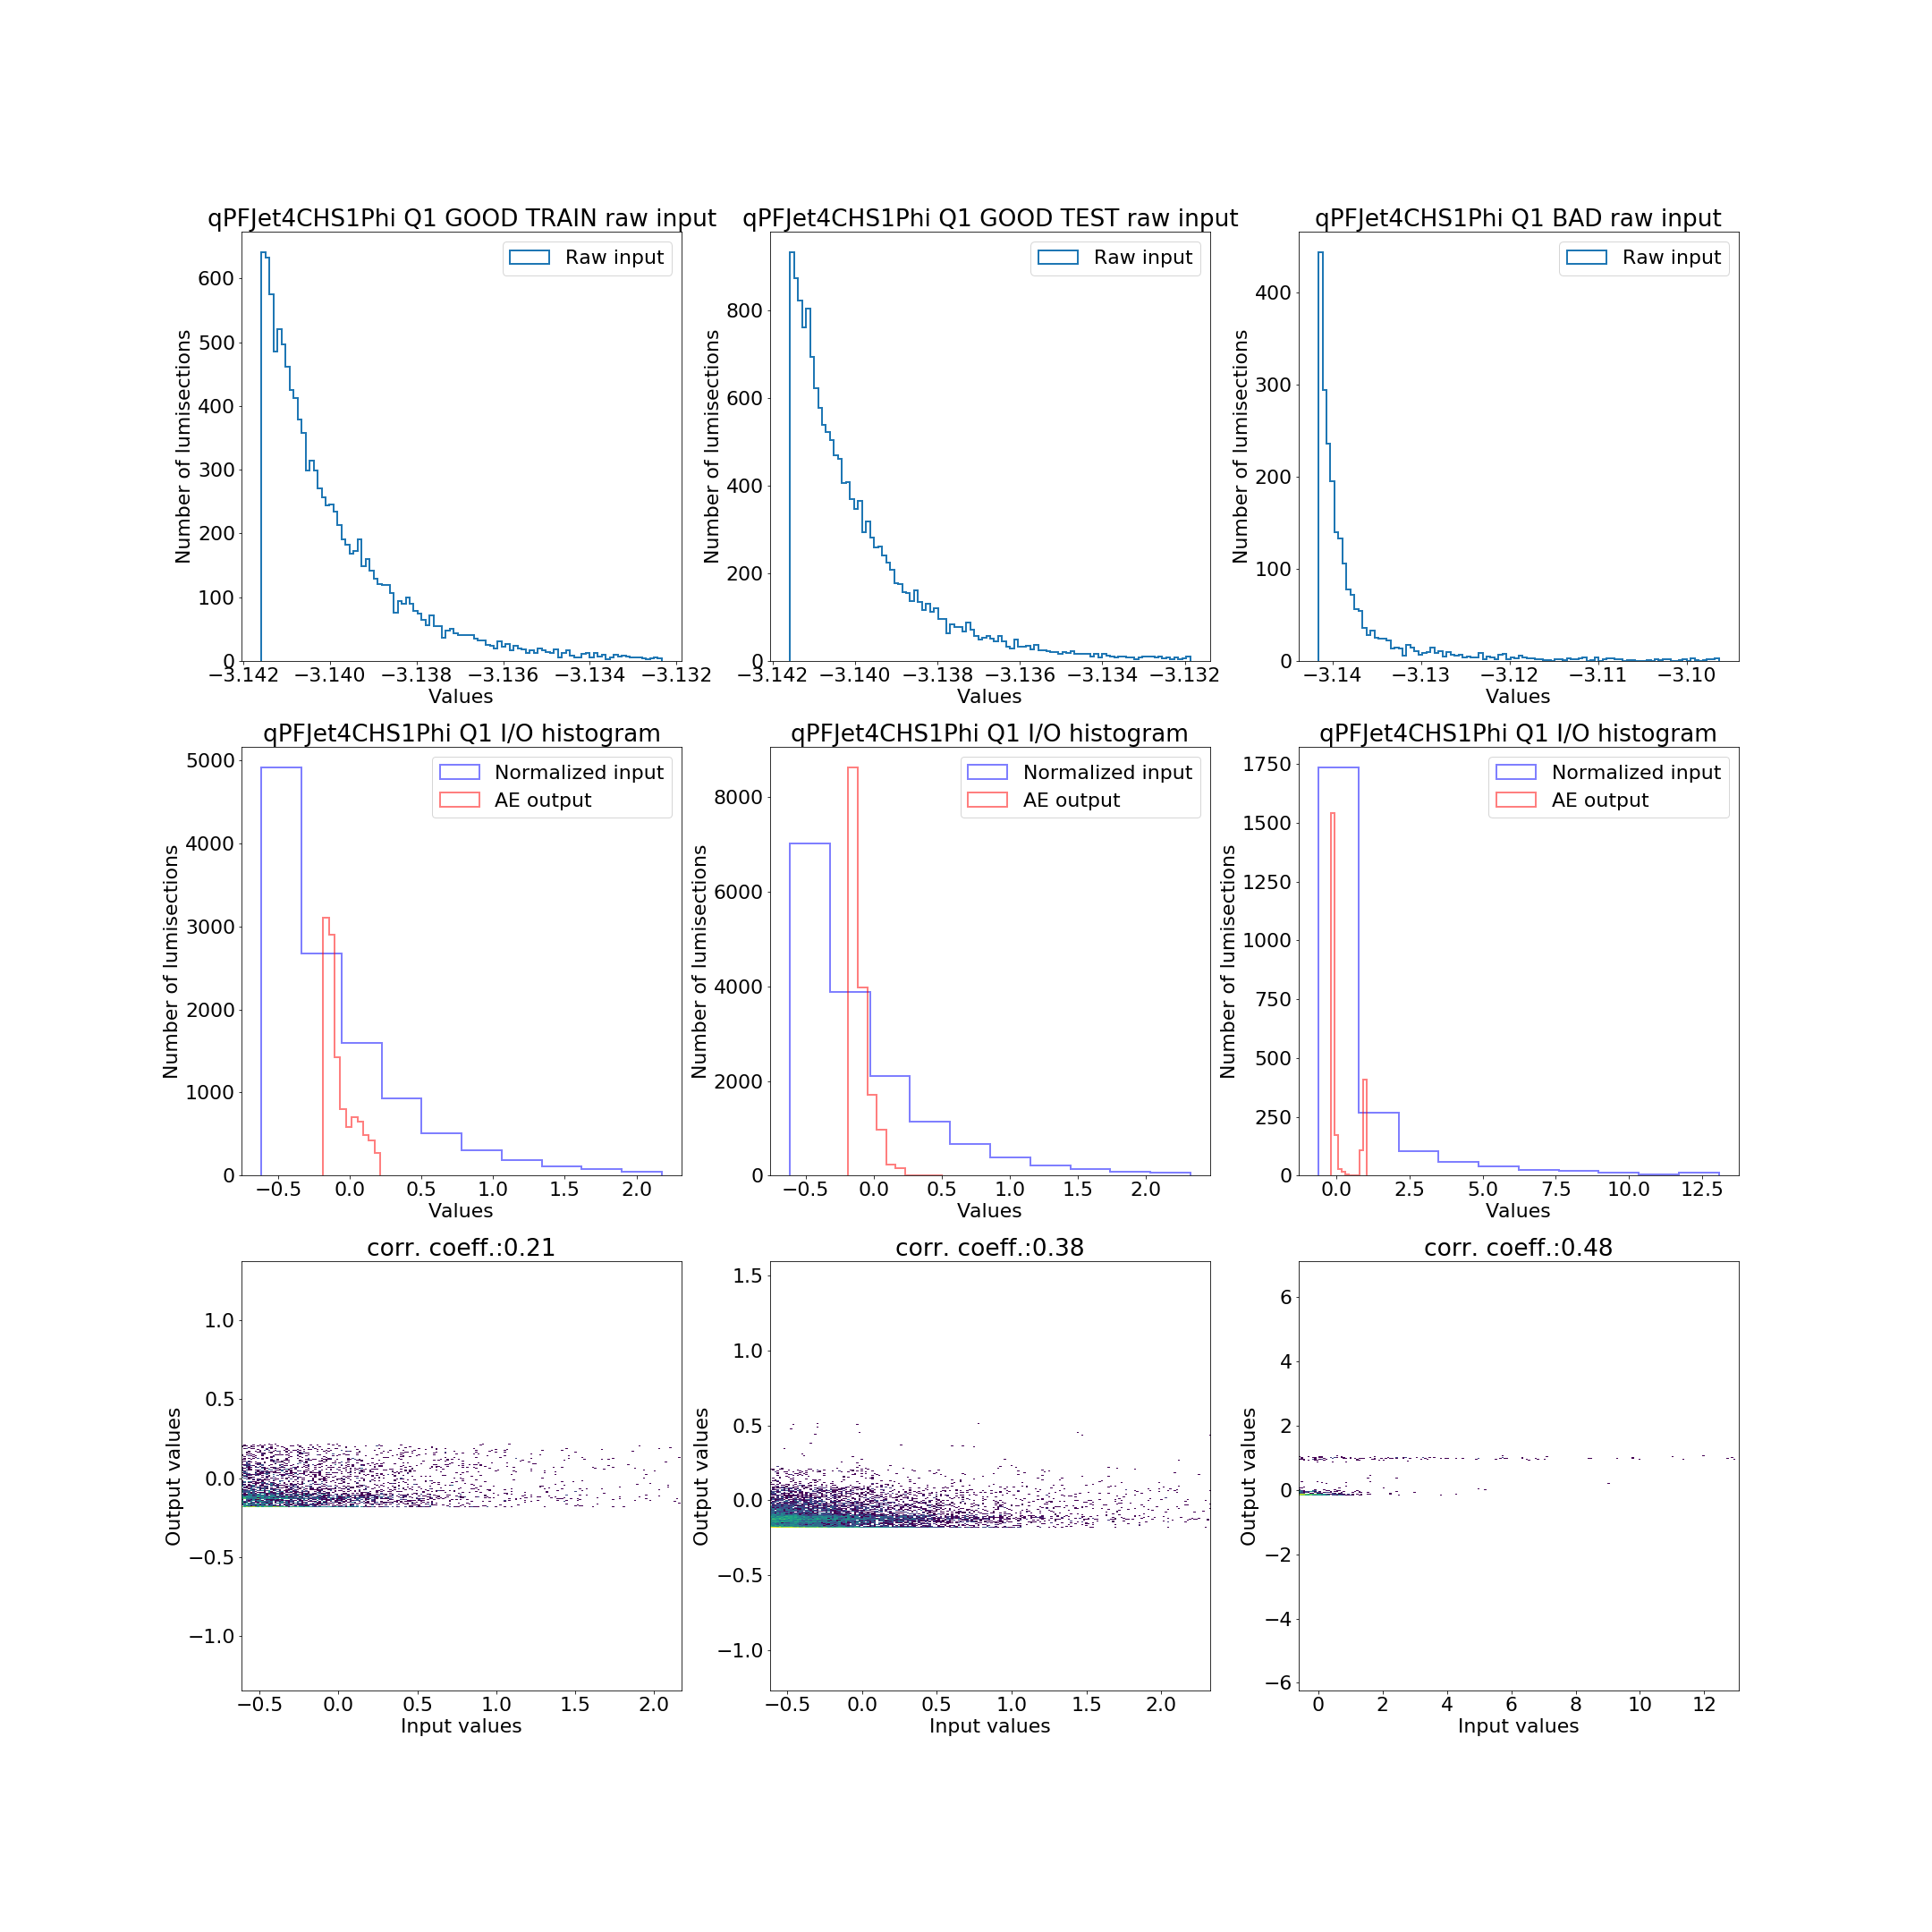 qPFJet4CHS1Phi Q1 GOOD TRAIN raw input
Raw input
Number of lumisections
0
100
200
300
400
500
600
−3.142 −3.140 −3.138 −3.136 −3.134 −3.132
Values
qPFJet4CHS1Phi Q1 GOOD TEST raw input
Raw input
Number of lumisections
0
200
400
600
800
−3.142 −3.140 −3.138 −3.136 −3.134 −3.132
Values
qPFJet4CHS1Phi Q1 BAD raw input
Raw input
Number of lumisections
0
100
200
300
400
−3.14 −3.13 −3.12 −3.11 −3.10
Values
qPFJet4CHS1Phi Q1 I/O histogram
Normalized input
AE output
Number of lumisections
0
1000
2000
3000
4000
5000
−0.5 0.0 0.5 1.0 1.5 2.0
Values
qPFJet4CHS1Phi Q1 I/O histogram
Normalized input
AE output
Number of lumisections
0
2000
4000
6000
8000
−0.5 0.0 0.5 1.0 1.5 2.0
Values
qPFJet4CHS1Phi Q1 I/O histogram
Normalized input
AE output
Number of lumisections
0
250
500
750
1000
1250
1500
1750
0.0 2.5 5.0 7.5 10.0 12.5
Values
corr. coeff.:0.21
Output values
−1.0
−0.5
0.0
0.5
1.0
−0.5 0.0 0.5 1.0 1.5 2.0
Input values
corr. coeff.:0.38
Output values
−1.0
−0.5
0.0
0.5
1.0
1.5
−0.5 0.0 0.5 1.0 1.5 2.0
Input values
corr. coeff.:0.48
Output values
−6
−4
−2
0
2
4
6
0 2 4 6 8 10 12
Input values